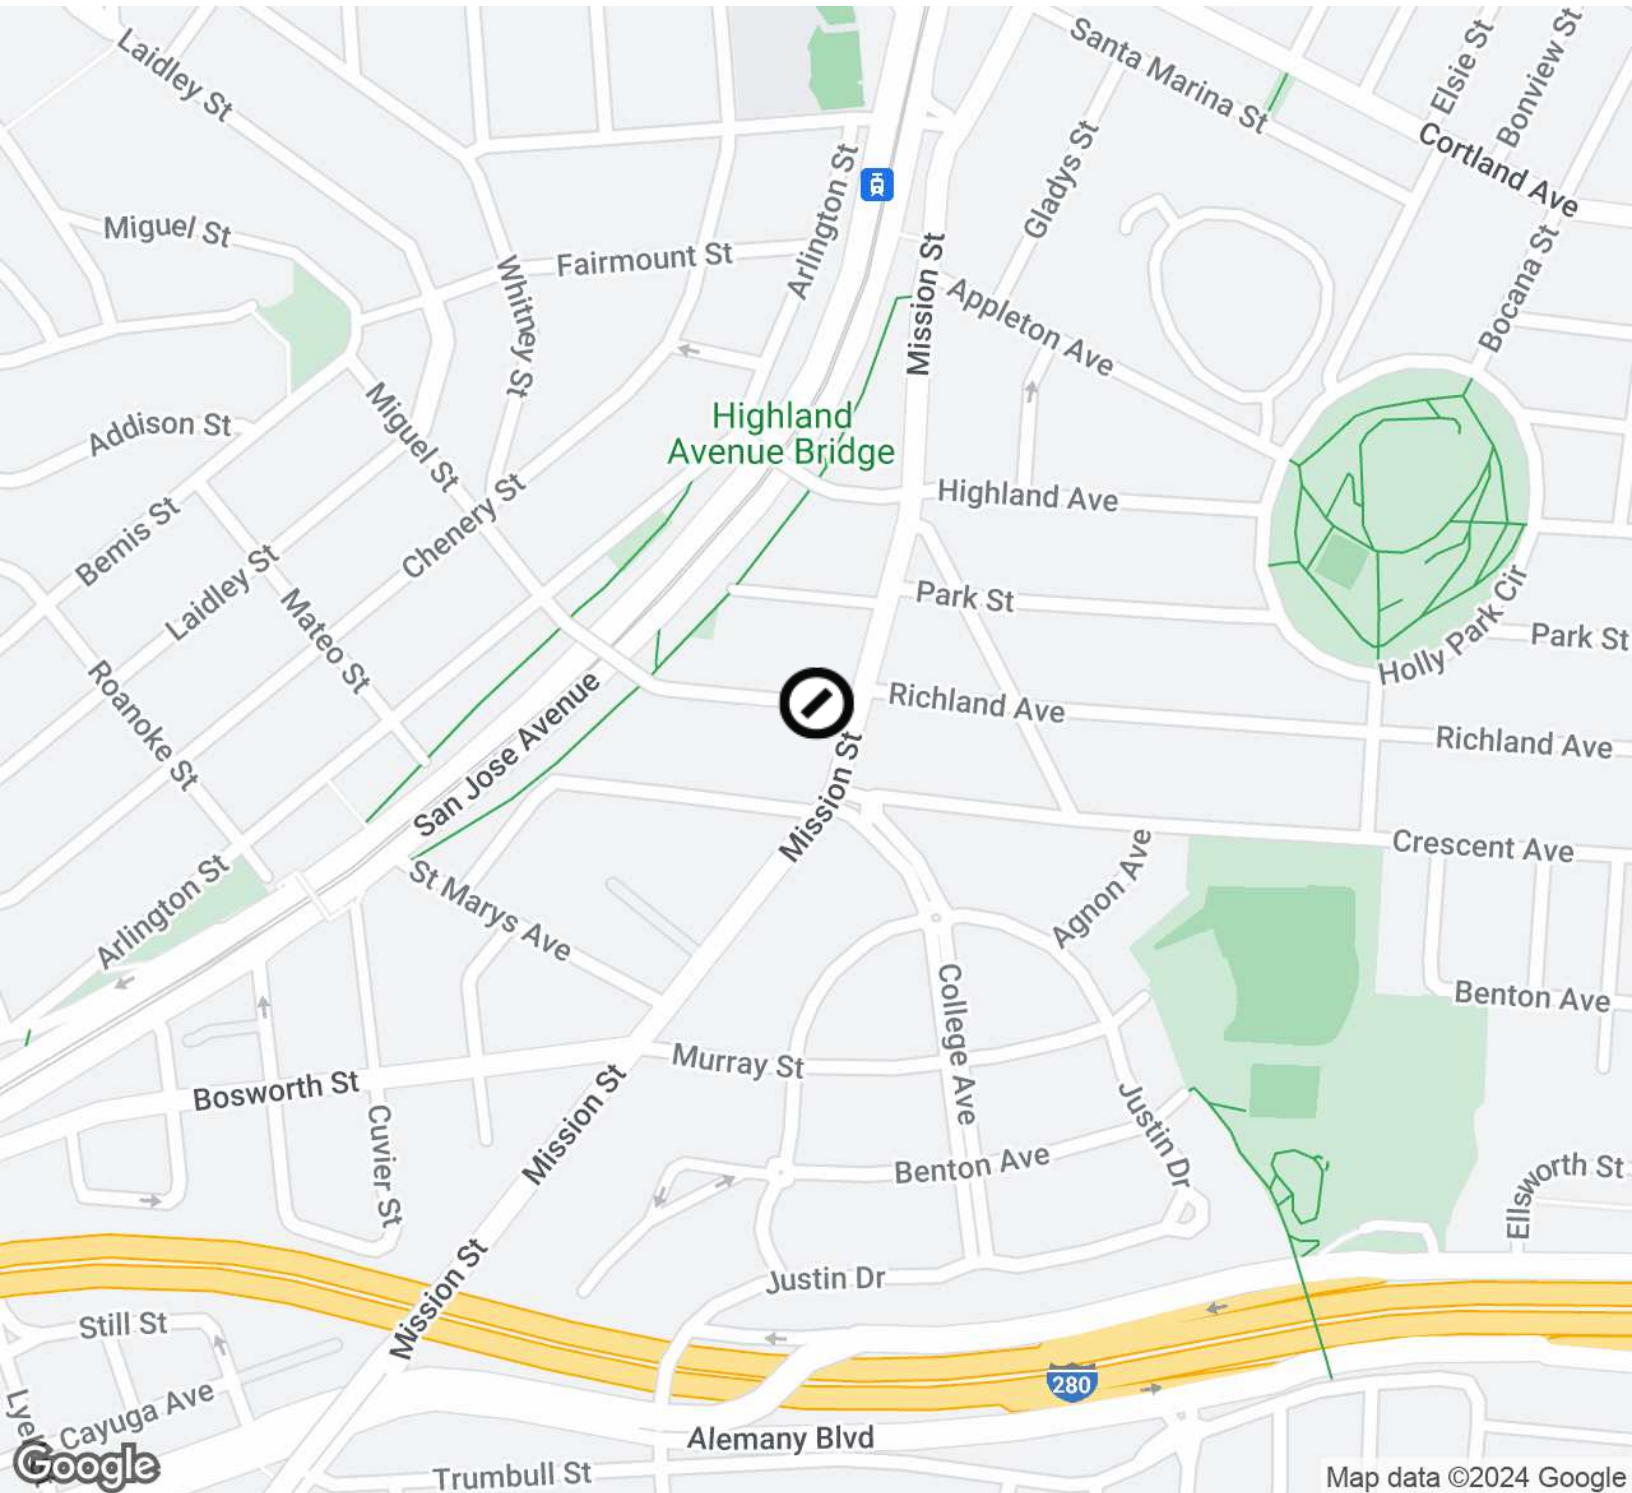 Laidley St
Santa Marina St
Elsie St
Bonview St
Cortland Ave
Gladys St
Arlington St
Miguel St
Fairmount St
Whitney St
Mission St
Appleton Ave
Bocana St
Addison St
Miguel St
Highland
Avenue Bridge
Highland Ave
Chenery St
Bemis St
Laidley St
Mateo St
Park St
Holly Park Cir
Park St
Roanoke St
San Jose Avenue
Richland Ave
Richland Ave
Mission St
Crescent Ave
Arlington St
St Marys Ave
Agnon Ave
College Ave
Benton Ave
Murray St
Bosworth St
Cuvier St
Mission St
Justin Dr
Benton Ave
Ellsworth St
Mission St
Justin Dr
Still St
280
Cayuga Ave
Alemany Blvd
Trumbull St
Google
Map data ©2024 Google